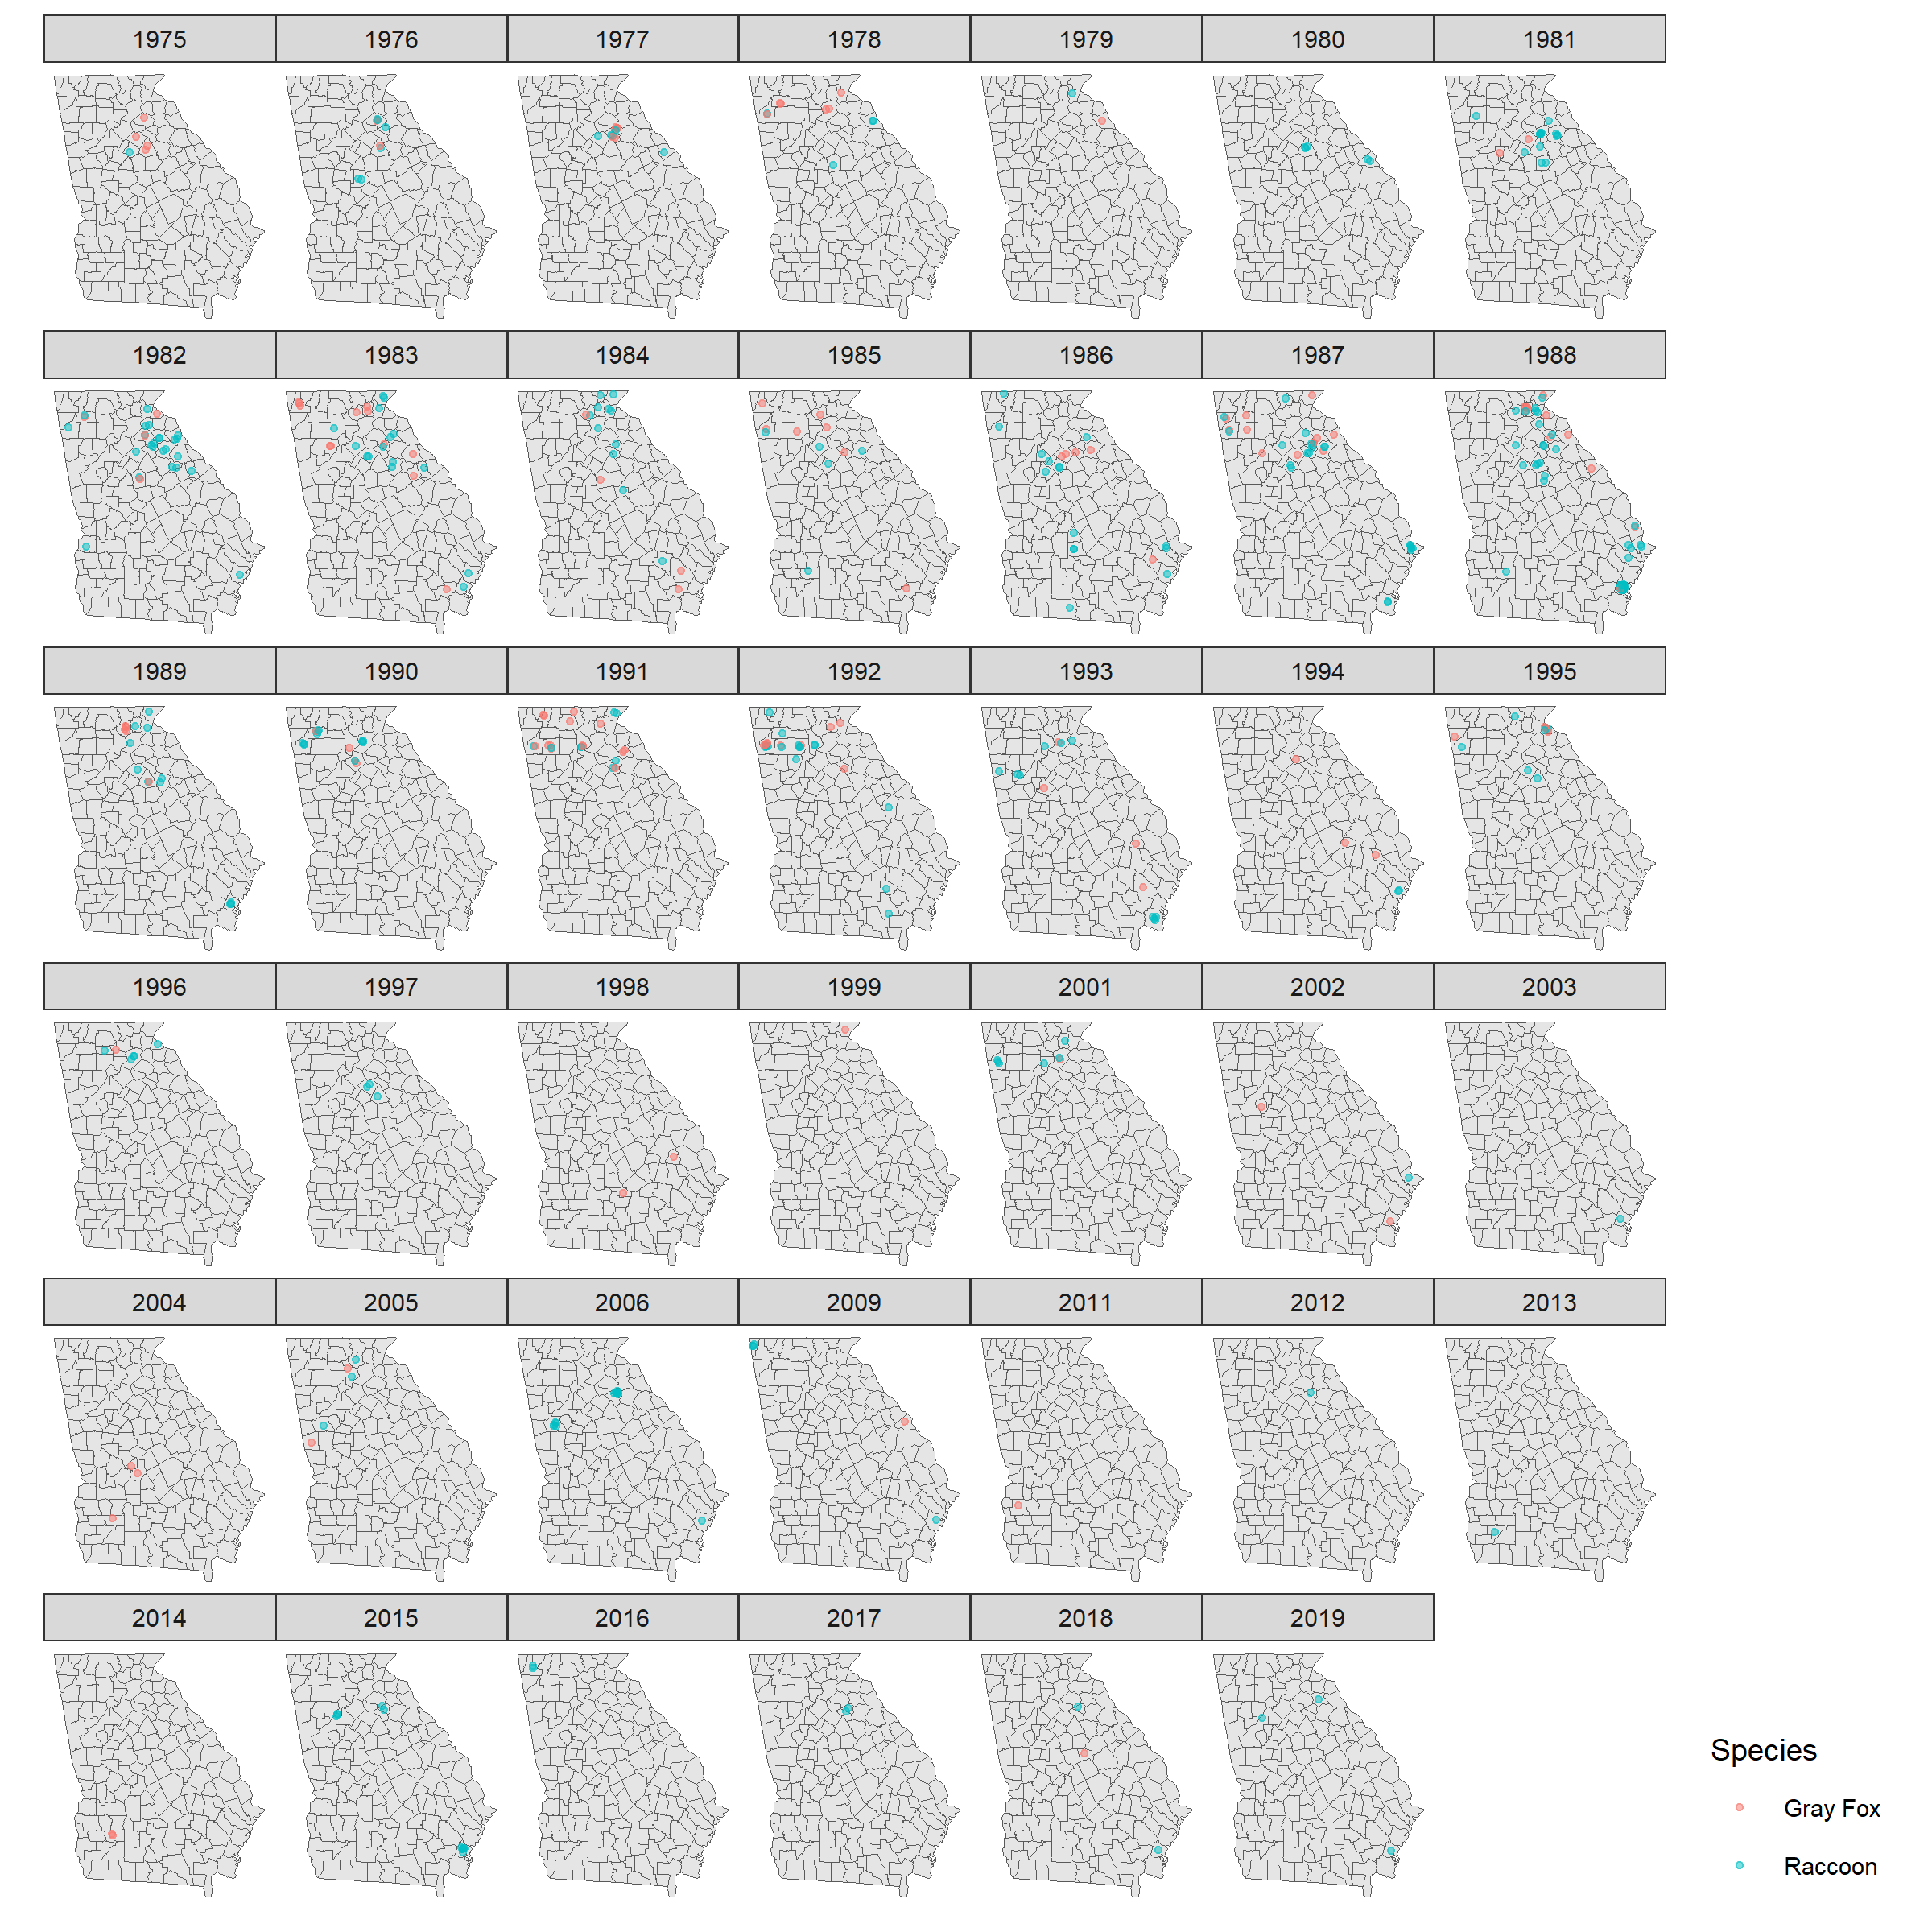 1975 1976 1977 1978 1979 1980 1981
1982 1983 1984 1985 1986 1987 1988
1989 1990 1991 1992 1993 1994 1995
1996 1997 1998 1999 2001 2002 2003
2004 2005 2006 2009 2011 2012 2013
2014 2015 2016 2017 2018 2019
Species
Gray Fox
Raccoon